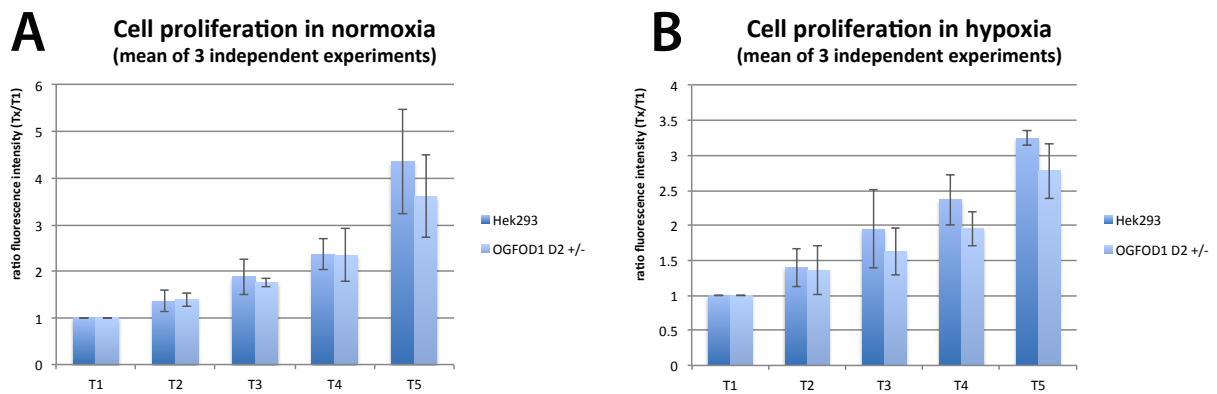 A
Cell proliferation in normoxia
(mean of 3 independent experiments)
ratio fluorescence intensity (Tx/T1)
6
5
4
3
2
1
0
T1 T2 T3 T4 T5
Hek293
OGFOD1 D2 +/-
B
Cell proliferation in hypoxia
(mean of 3 independent experiments)
ratio fluorescence intensity (Tx/T1)
4
3.5
3
2.5
2
1.5
1
0.5
0
T1 T2 T3 T4 T5
Hek293
OGFOD1 D2 +/-